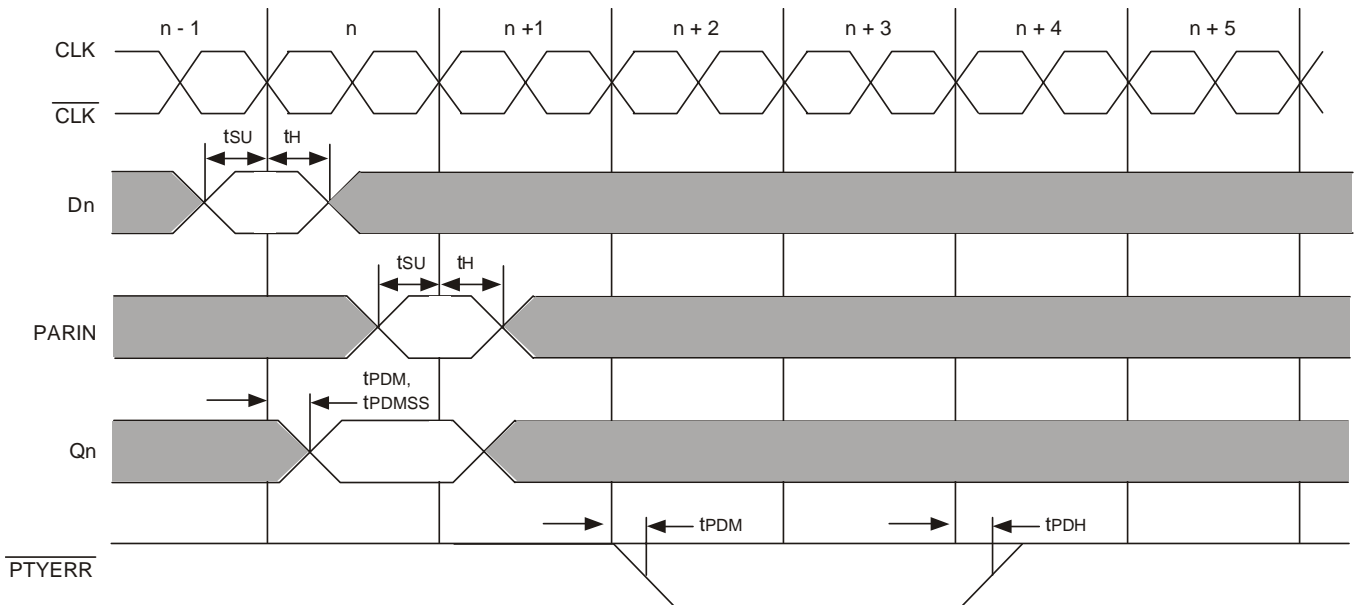 n - 1 n n +1 n + 2 n + 3 n + 4 n + 5
CLK
CLK
tSU tH
Dn
tSU tH
PARIN
tPDM,
tPDMSS
Qn
tPDM tPDH
PTYERR